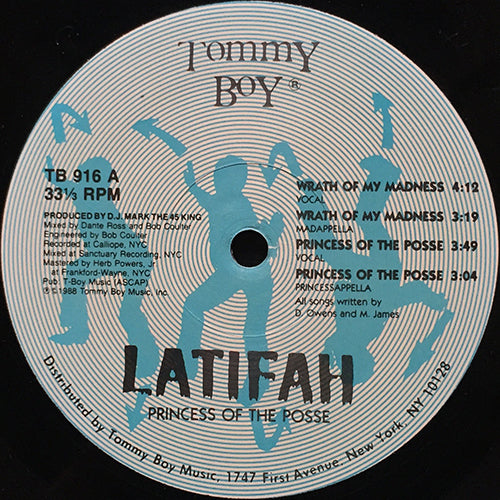 Tommy
Boy ®
TB 916 A
33⅓ RPM
PRODUCED BY D.J. MARK THE 45 KING
Mixed by Dante Ross and Bob Coulter
Engineered by Bob Coulter
Recorded at Calliope, NYC
Mixed at Sanctuary Recording, NYC
Mastered by Herb Powers, Jr.
at Frankford-Wayne, NYC
Pub: T-Boy Music (ASCAP)
℗©1988 Tommy Boy Music, Inc.
WRATH OF MY MADNESS 4:12
VOCAL
WRATH OF MY MADNESS 3:19
MADAPPELLA
PRINCESS OF THE POSSE 3:49
VOCAL
PRINCESS OF THE POSSE 3:04
PRINCESSAPPELLA
All songs written by
D. Owens and M. James
LATIFAH
PRINCESS OF THE POSSE
Distributed by Tommy Boy Music, 1747 First Avenue, New York, NY 10128